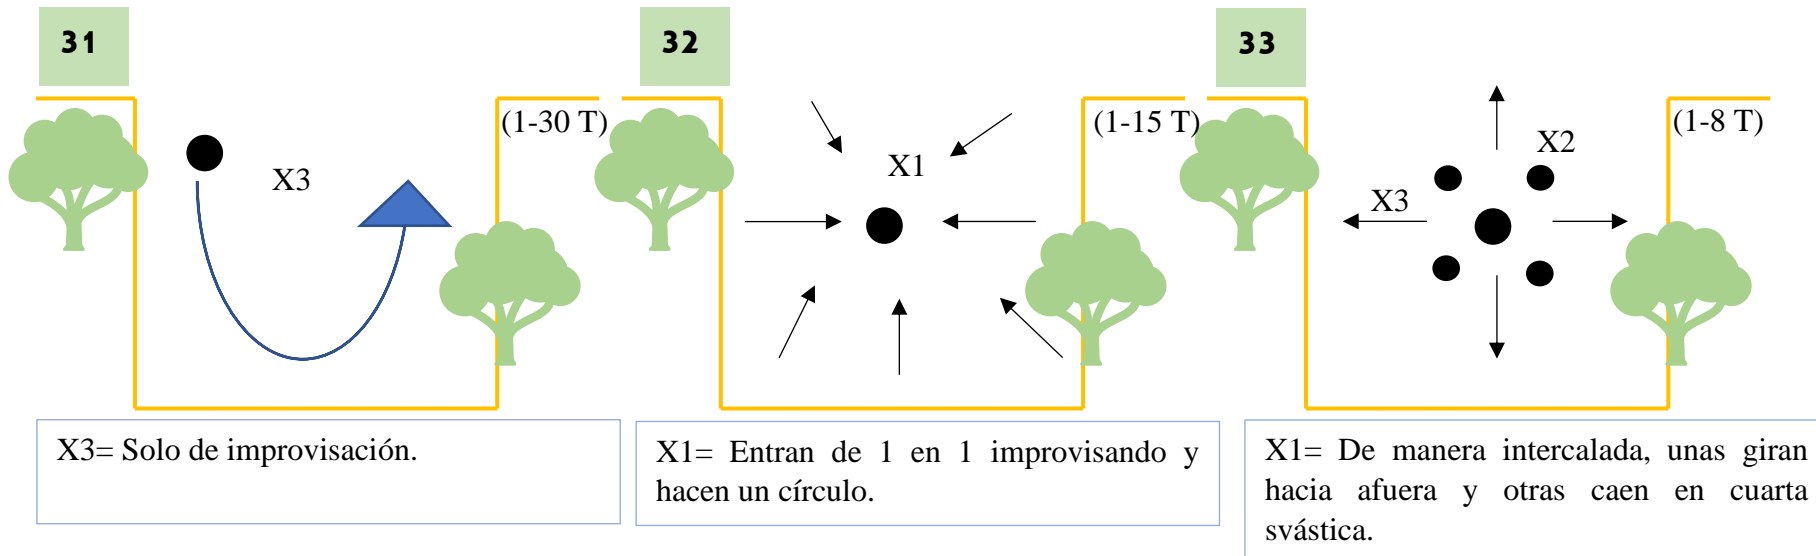 31
32
33
(1-30 T)
(1-15 T)
(1-8 T)
X3
X1
X2
X3
X3= Solo de improvisación.
X1= Entran de 1 en 1 improvisando y
hacen un círculo.
X1= De manera intercalada, unas giran
hacia afuera y otras caen en cuarta
svástica.